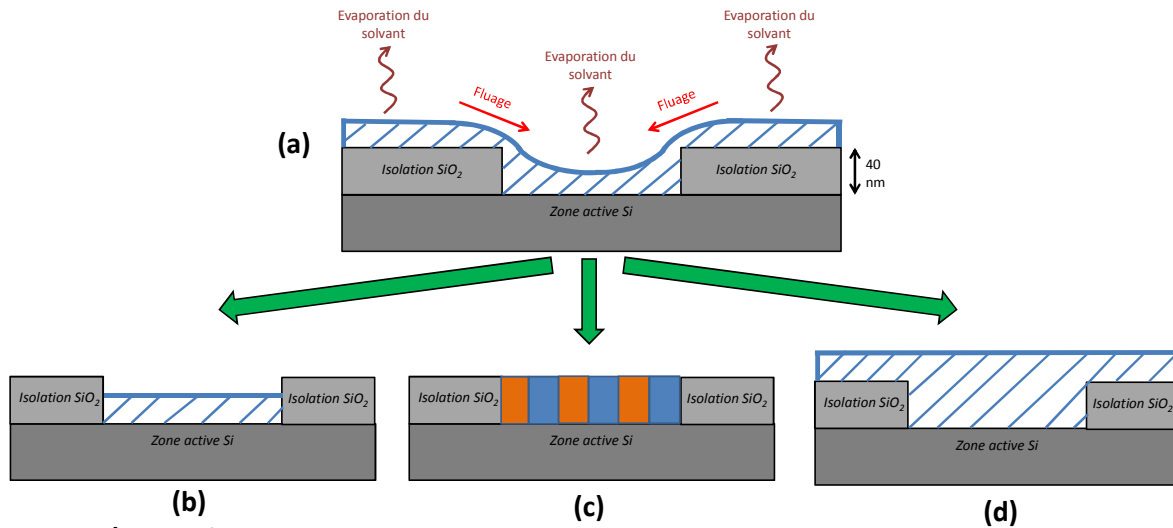 Evaporation du
solvant
Evaporation du
solvant
Evaporation du
solvant
Fluage
Fluage
(a)
Isolation SiO₂
Isolation SiO₂
40
nm
Zone active Si
Isolation SiO₂
Isolation SiO₂
Zone active Si
(b)
Isolation SiO₂
Isolation SiO₂
Zone active Si
(c)
Isolation SiO₂
Isolation SiO₂
Zone active Si
(d)